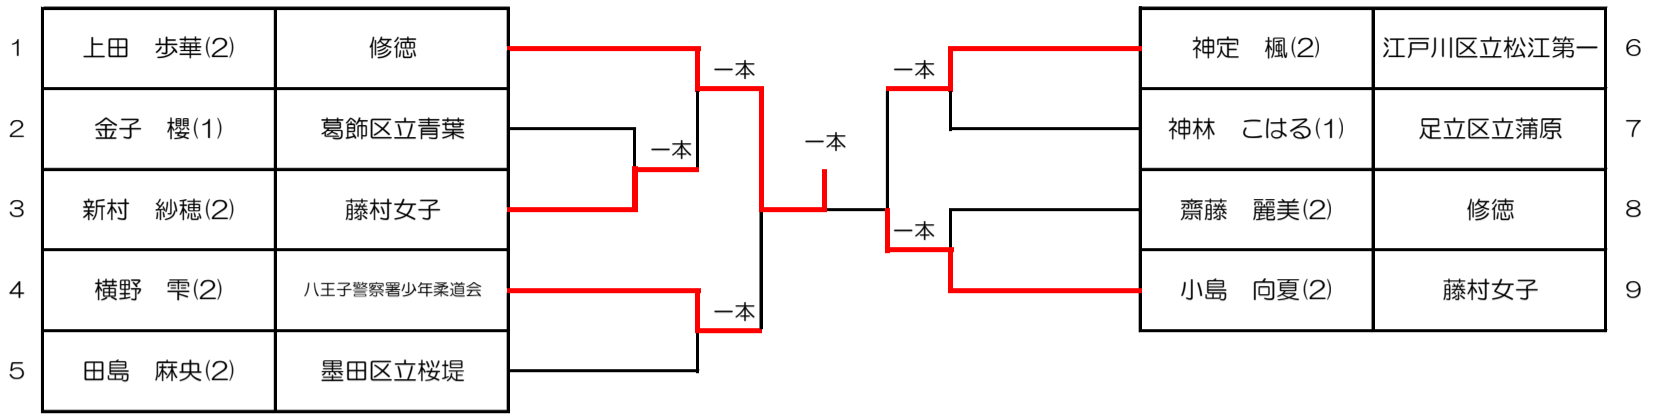 1 上田 歩華(2) 修徳
2 金子 櫻(1) 葛飾区立青葉
3 新村 紗穂(2) 藤村女子
4 横野 雫(2) 八王子警察署少年柔道会
5 田島 麻央(2) 墨田区立桜堤
一本
一本
一本
一本
一本
一本
神定 楓(2) 江戸川区立松江第一 6
神林 こはる(1) 足立区立蒲原 7
齋藤 麗美(2) 修徳 8
小島 向夏(2) 藤村女子 9